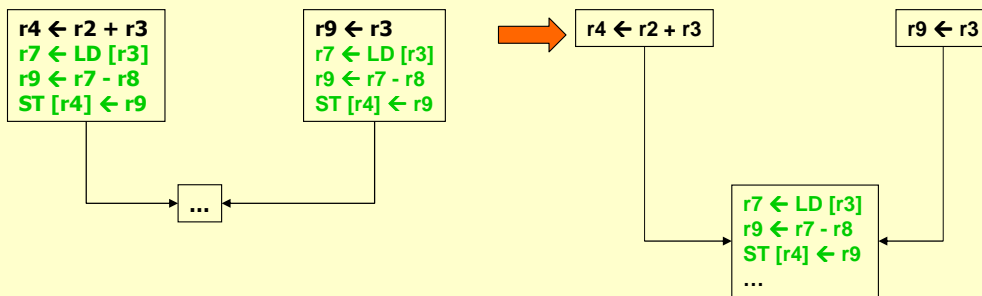 r4 ← r2 + r3
r7 ← LD [r3]
r9 ← r7 - r8
ST [r4] ← r9
r9 ← r3
r7 ← LD [r3]
r9 ← r7 - r8
ST [r4] ← r9
...
r4 ← r2 + r3
r9 ← r3
r7 ← LD [r3]
r9 ← r7 - r8
ST [r4] ← r9
...